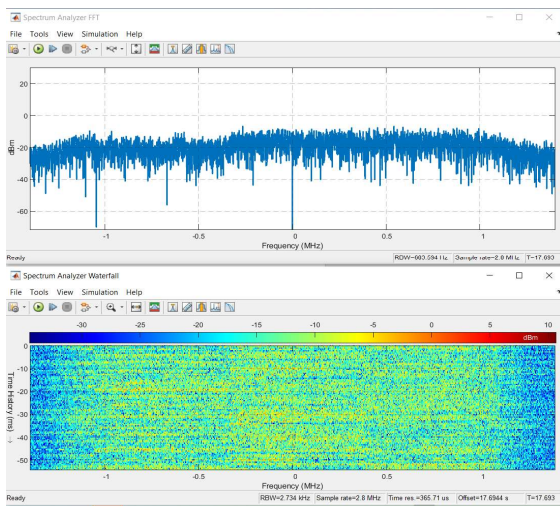 Spectrum Analyzer FFT
File Tools View Simulation Help
20
0
-20
-40
-60
dBm
-1 -0.5 0 0.5 1
Frequency (MHz)
Ready Sample rate=2.8 MHz T=17.693
Spectrum Analyzer Waterfall
File Tools View Simulation Help
-30 -25 -20 -15 -10 -5 0 5 10
dBm
0
-10
-20
-30
-40
-50
Time History (ms) →
-1 -0.5 0 0.5 1
Frequency (MHz)
Ready RBW=2.734 kHz Sample rate=2.8 MHz Time res.=365.71 us Offset=17.6944 s T=17.693